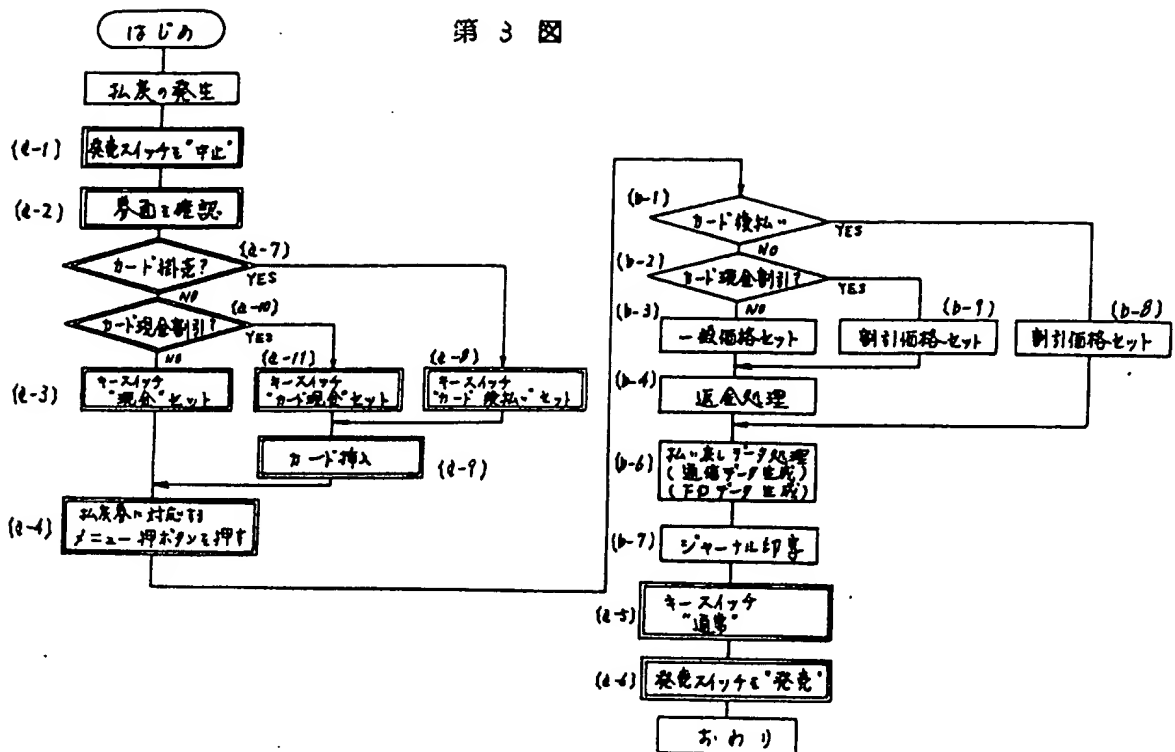 第 3 図
はじめ
払戻の発生
(a-1)
発売スイッチを"中止"
(a-2)
券面を確認
(a-7)
カード掛売?
YES
NO
(a-10)
カード現金割引?
YES
NO
(a-3)
キースイッチ
"現金"セット
(a-11)
キースイッチ
"カード現金"セット
(a-8)
キースイッチ
"カード後払い"セット
カード挿入
(a-9)
(a-4)
払戻券に対応する
メニュー押ボタンを押す
(b-1)
カード後払い
YES
NO
(b-2)
カード現金割引?
YES
NO
(b-3)
一般価格セット
(b-9)
割引価格セット
(b-8)
割引価格セット
(b-4)
返金処理
(b-6)
払い戻しデータ処理
(通信データ生成)
(FDデータ生成)
(b-7)
ジャーナル印字
(a-5)
キースイッチ
"通常"
(a-6)
発売スイッチを"発売"
おわり